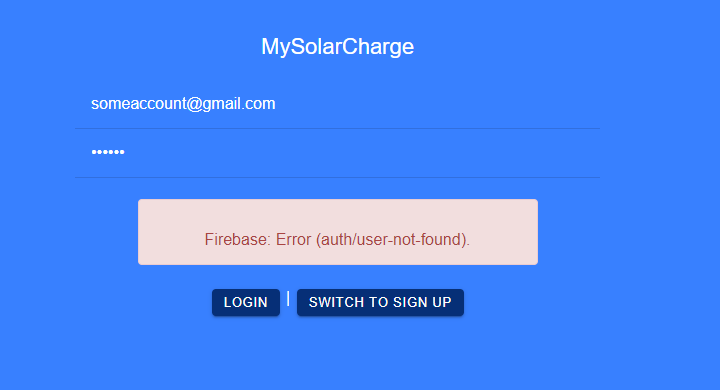 MySolarCharge
someaccount@gmail.com
••••••
Firebase: Error (auth/user-not-found).
LOGIN | SWITCH TO SIGN UP